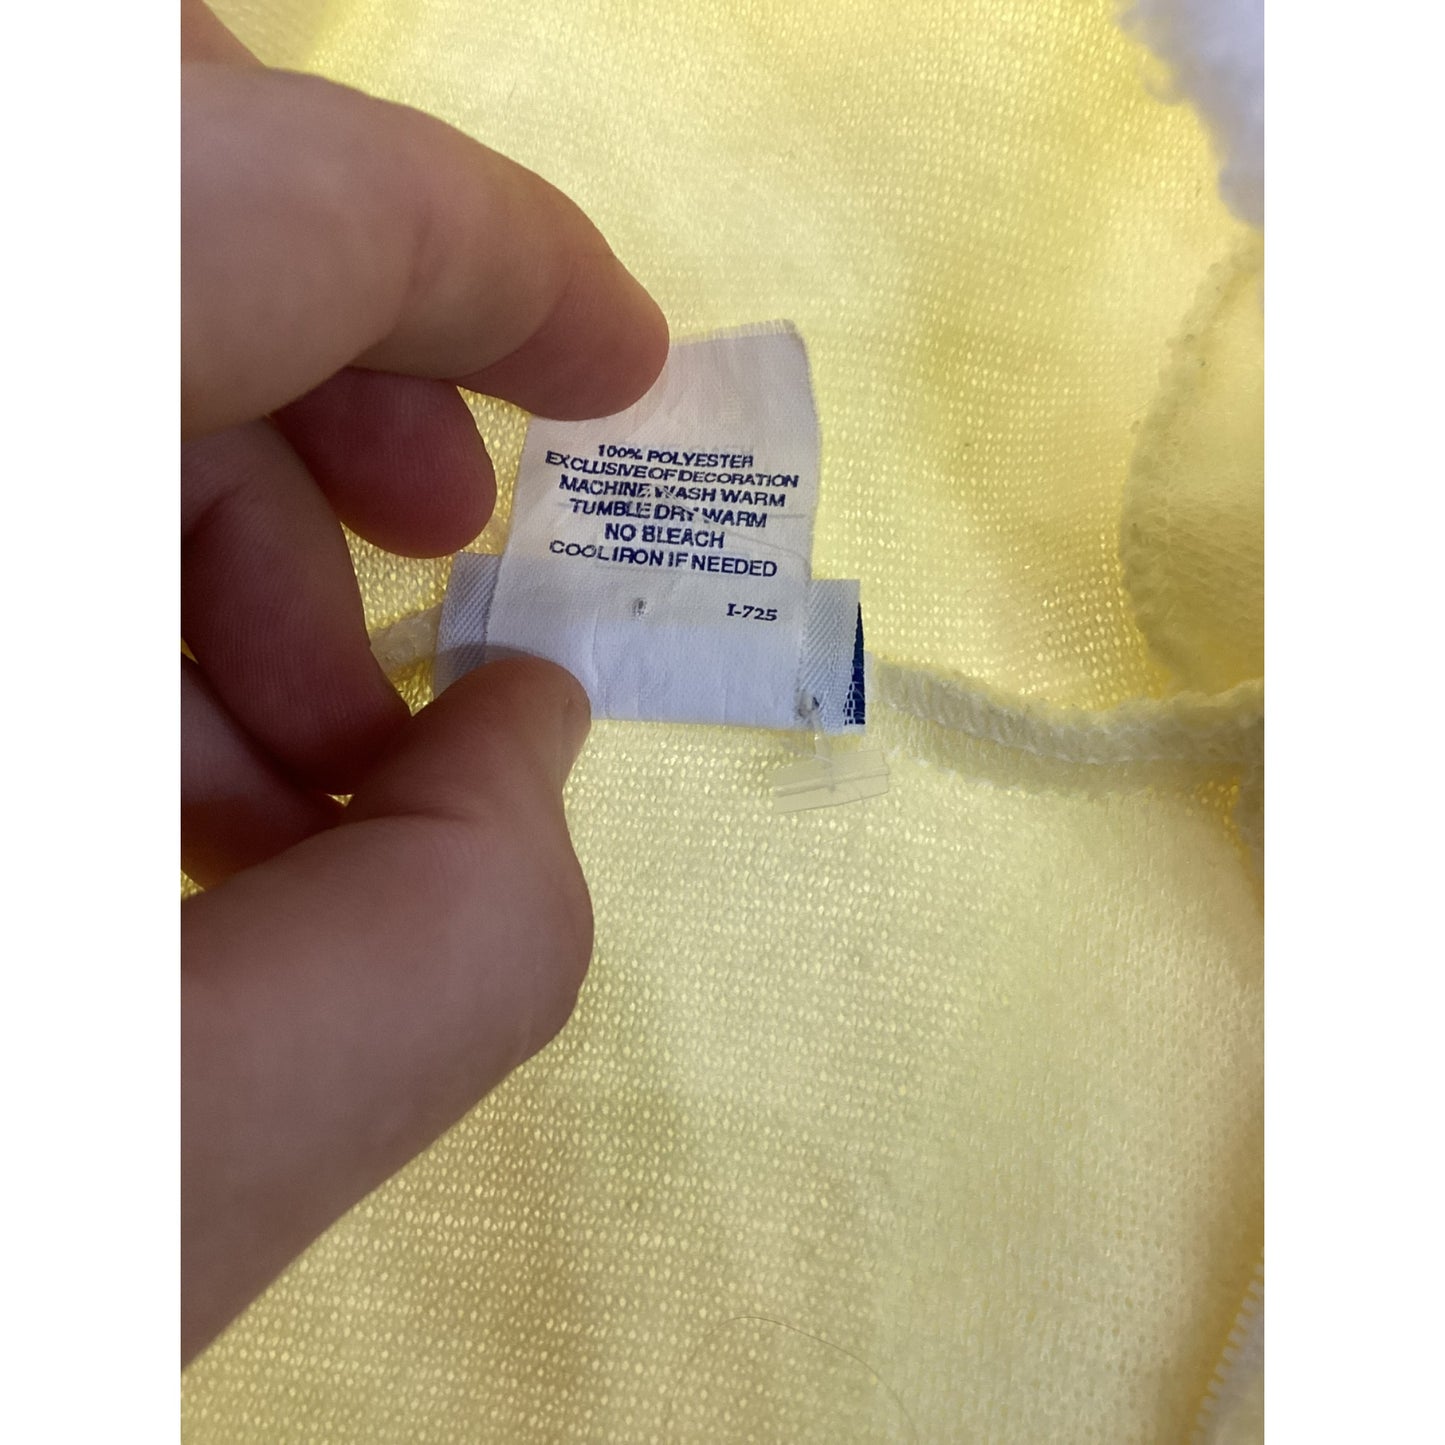 100% POLYESTER
EXCLUSIVE OF DECORATION
MACHINE WASH WARM
TUMBLE DRY WARM
NO BLEACH
COOL IRON IF NEEDED
I-725